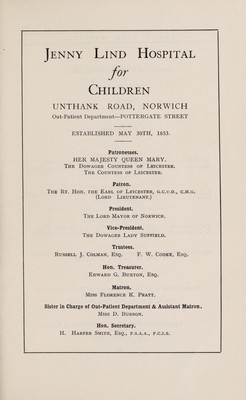 JENNY LIND HOSPITAL
for
CHILDREN
UNTHANK ROAD, NORWICH
Out-Patient Department—POTTERGATE STREET
ESTABLISHED MAY 30TH, 1853.
Patronesses.
HER MAJESTY QUEEN MARY.
THE DOWAGER COUNTESS OF LEICESTER.
THE COUNTESS OF LEICESTER.
Patron.
THE RT. HON. THE EARL OF LEICESTER, G.C.V.O., C.M.G.
(LORD LIEUTENANT.)
President.
THE LORD MAYOR OF NORWICH.
Vice-President.
THE DOWAGER LADY SUFFIELD.
Trustees.
RUSSELL J. COLMAN, ESQ. F. W. COOKE, ESQ.
Hon. Treasurer.
EDWARD G. BUXTON, ESQ.
Matron.
MISS FLORENCE K. PRATT.
Sister in Charge of Out-Patient Department & Assistant Matron.
MISS D. BURDON.
Hon. Secretary.
H. HARPER SMITH, ESQ., F.S.A.A., F.C.I.S.